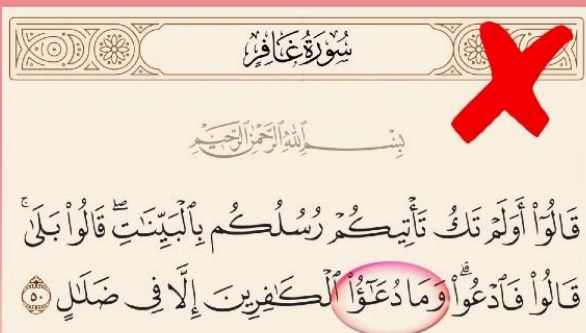 سُورَةُ غَافِرٍ
بِسْمِ ٱللَّهِ ٱلرَّحْمَٰنِ ٱلرَّحِيمِ
قَالُوٓا۟ أَوَلَمْ تَكُ تَأْتِيكُمْ رُسُلُكُم بِٱلْبَيِّنَٰتِ ۖ قَالُوا۟ بَلَىٰ ۚ
قَالُوا۟ فَٱدْعُوا۟ ۗ وَمَا دُعَٰٓؤُا۟ ٱلْكَٰفِرِينَ إِلَّا فِى ضَلَٰلٍ ٥٠